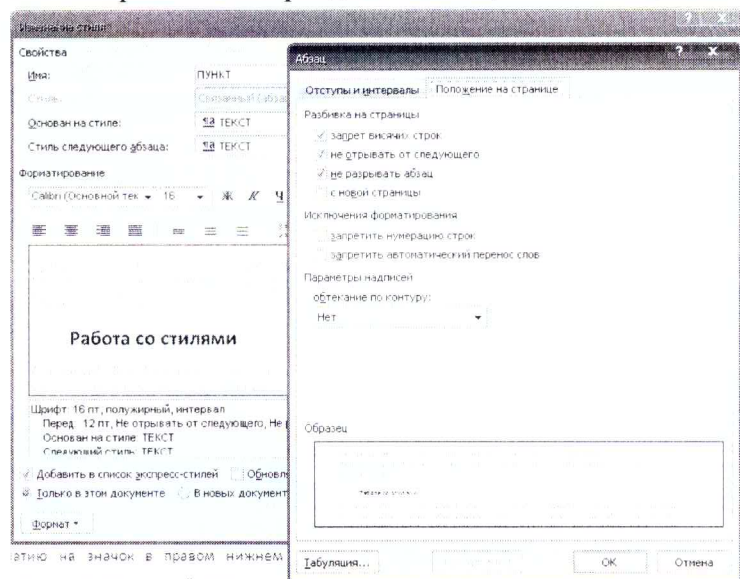 Изменение стиля
Свойства
Имя:
ПУНКТ
Стиль:
Связанный (абзац
Основан на стиле:
¶a ТЕКСТ
Стиль следующего абзаца:
¶a ТЕКСТ
Форматирование
Calibri (Основной тек 16 Ж К Ч
Работа со стилями
Шрифт: 16 пт, полужирный, интервал
Перед: 12 пт, Не отрывать от следующего, Не
Основан на стиле: ТЕКСТ
Следующий стиль: ТЕКСТ
Добавить в список экспресс-стилей Обновл
Только в этом документе В новых документ
Формат
атию на значок в правом нижнем
Абзац
? X
Отступы и интервалы Положение на странице
Разбивка на страницы
запрет висячих строк
не отрывать от следующего
не разрывать абзац
с новой страницы
Исключения форматирования
запретить нумерацию строк
запретить автоматический перенос слов
Параметры надписей
обтекание по контуру:
Нет
Образец
Табуляция...
ОК
Отмена